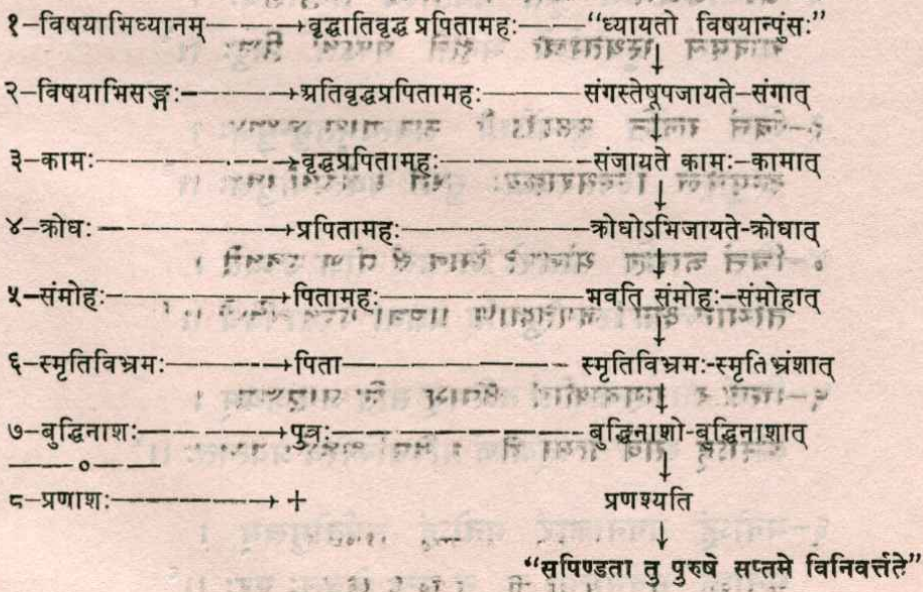 १–विषयाभिध्यानम्————→वृद्धातिवृद्ध प्रपितामहः———“ध्यायतो विषयान्पुंसः”
↓
२–विषयाभिसङ्गः————→अतिवृद्धप्रपितामहः————संगस्तेषूपजायते–संगात्
↓
३–कामः————→वृद्धप्रपितामहः————संजायते कामः–कामात्
↓
४–क्रोधः————→प्रपितामहः————क्रोधोऽभिजायते-क्रोधात्
↓
५–संमोहः————→पितामहः————भवति संमोहः–संमोहात्
↓
६–स्मृतिविभ्रमः————→पिता————स्मृतिविभ्रमः-स्मृतिभ्रंशात्
↓
७–बुद्धिनाशः————→पुत्रः————बुद्धिनाशो-बुद्धिनाशात्
———०———
↓
८–प्रणाशः————→ + प्रणश्यति
↓
“सपिण्डता तु पुरुषे सप्तमे विनिवर्त्तते”